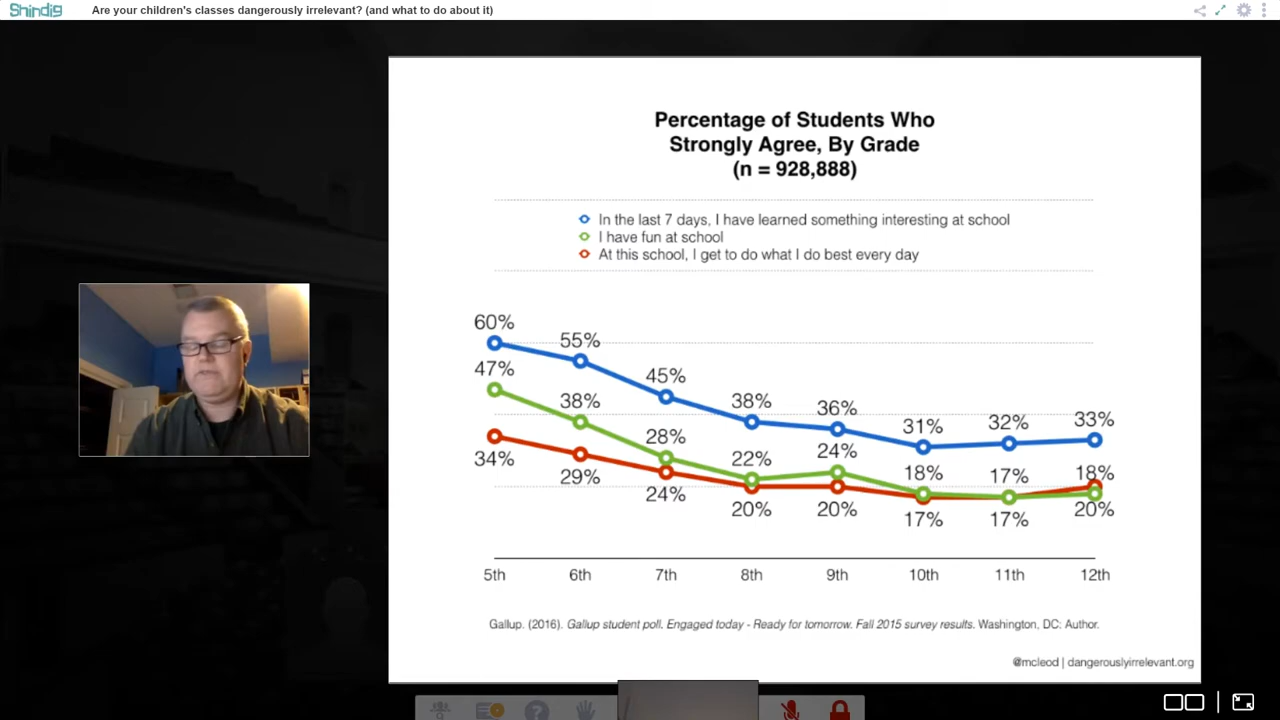 Shindig
Are your children's classes dangerously irrelevant? (and what to do about it)
Percentage of Students Who
Strongly Agree, By Grade
(n = 928,888)
In the last 7 days, I have learned something interesting at school
I have fun at school
At this school, I get to do what I do best every day
60% 55% 45% 38% 36% 31% 32% 33%
47% 38% 28% 22% 24% 18% 17% 18%
34% 29% 24% 20% 20% 17% 17% 20%
5th 6th 7th 8th 9th 10th 11th 12th
Gallup. (2016). Gallup student poll. Engaged today - Ready for tomorrow. Fall 2015 survey results. Washington, DC: Author.
@mcleod | dangerouslyirrelevant.org